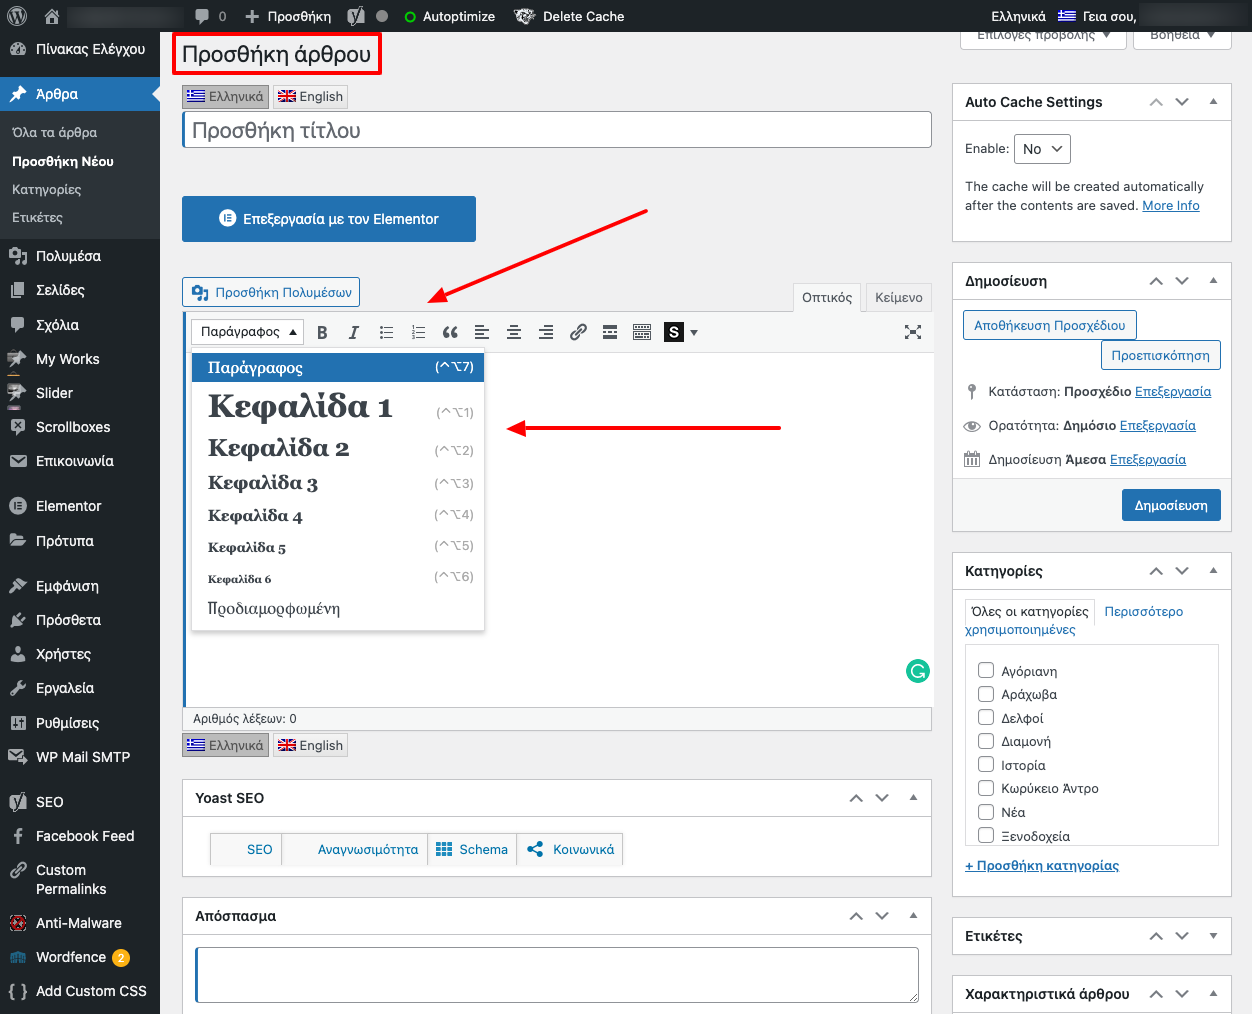 0
Προσθήκη
Autoptimize
Delete Cache
Ελληνικά
Γεια σου,
Πίνακας Ελέγχου
Άρθρα
Όλα τα άρθρα
Προσθήκη Νέου
Κατηγορίες
Ετικέτες
Πολυμέσα
Σελίδες
Σχόλια
My Works
Slider
Scrollboxes
Επικοινωνία
Elementor
Πρότυπα
Εμφάνιση
Πρόσθετα
Χρήστες
Εργαλεία
Ρυθμίσεις
WP Mail SMTP
SEO
Facebook Feed
Custom
Permalinks
Anti-Malware
Wordfence 2
Add Custom CSS
Προσθήκη άρθρου
Επιλογές προβολής
Βοήθεια
Ελληνικά
English
Προσθήκη τίτλου
Επεξεργασία με τον Elementor
Προσθήκη Πολυμέσων
Οπτικός
Κείμενο
Παράγραφος
B
I
S
Παράγραφος (^⌥7)
Κεφαλίδα 1 (^⌥1)
Κεφαλίδα 2 (^⌥2)
Κεφαλίδα 3 (^⌥3)
Κεφαλίδα 4 (^⌥4)
Κεφαλίδα 5 (^⌥5)
Κεφαλίδα 6 (^⌥6)
Προδιαμορφωμένη
Αριθμός λέξεων: 0
Ελληνικά
English
Yoast SEO
SEO
Αναγνωσιμότητα
Schema
Κοινωνικά
Απόσπασμα
Auto Cache Settings
Enable: No
The cache will be created automatically
after the contents are saved. More Info
Δημοσίευση
Αποθήκευση Προσχέδιου
Προεπισκόπηση
Κατάσταση: Προσχέδιο Επεξεργασία
Ορατότητα: Δημόσιο Επεξεργασία
Δημοσίευση Άμεσα Επεξεργασία
Δημοσίευση
Κατηγορίες
Όλες οι κατηγορίες
Περισσότερο
χρησιμοποιημένες
Αγόριανη
Αράχωβα
Δελφοί
Διαμονή
Ιστορία
Κωρύκειο Άντρο
Νέα
Ξενοδοχεία
+ Προσθήκη κατηγορίας
Ετικέτες
Χαρακτηριστικά άρθρου